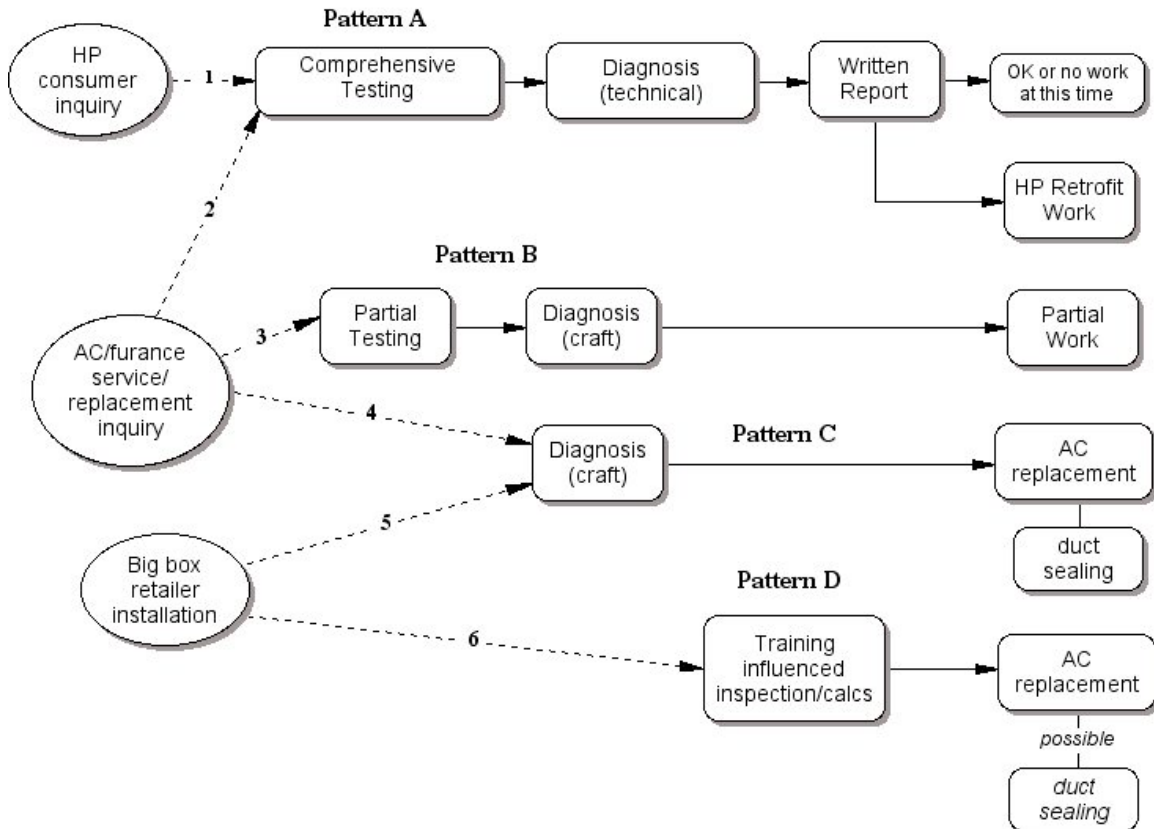 Pattern A
HP
consumer
inquiry
1
Comprehensive
Testing
Diagnosis
(technical)
Written
Report
OK or no work
at this time
HP Retrofit
Work
2
Pattern B
AC/furance
service/
replacement
inquiry
3
Partial
Testing
Diagnosis
(craft)
Partial
Work
4
Pattern C
Diagnosis
(craft)
AC
replacement
duct
sealing
5
Big box
retailer
installation
Pattern D
6
Training
influenced
inspection/calcs
AC
replacement
possible
duct
sealing